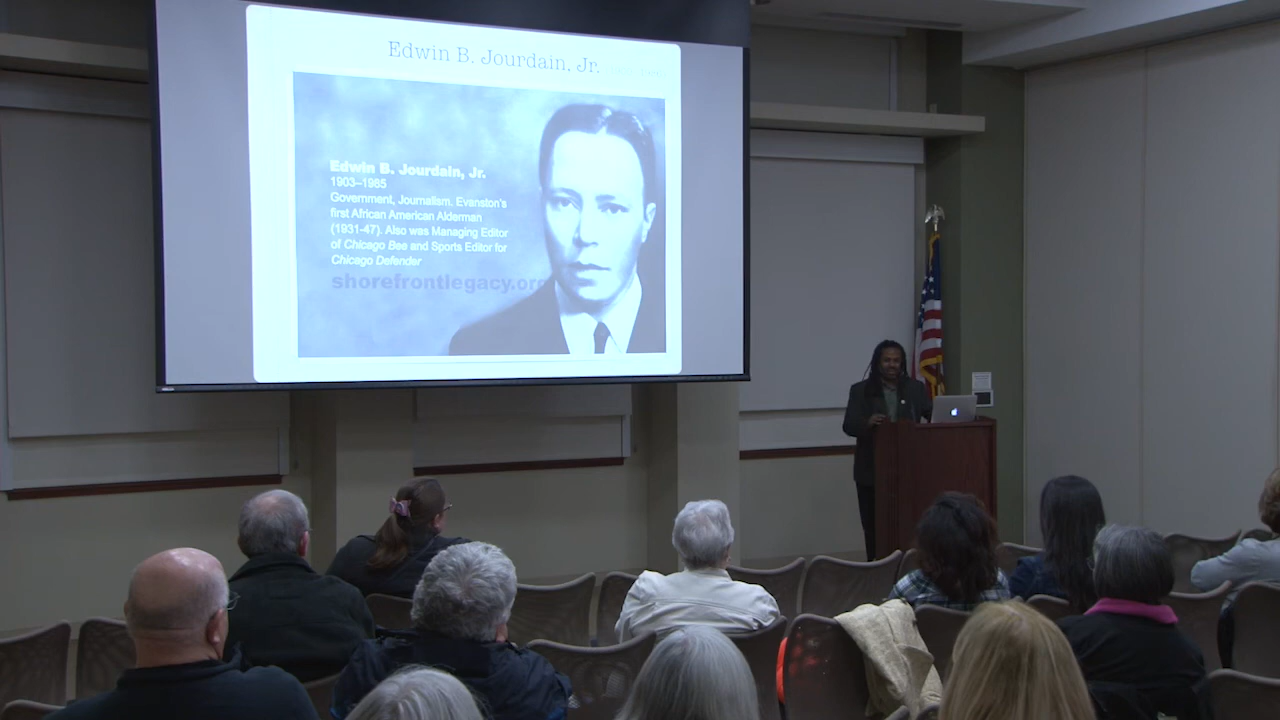 Edwin B. Jourdain, Jr.
Edwin B. Jourdain, Jr.
1903–1985
Government, Journalism, Evanston's
first African American Alderman
(1931-47). Also was Managing Editor
of Chicago Bee and Sports Editor for
Chicago Defender
shorefrontlegacy.org